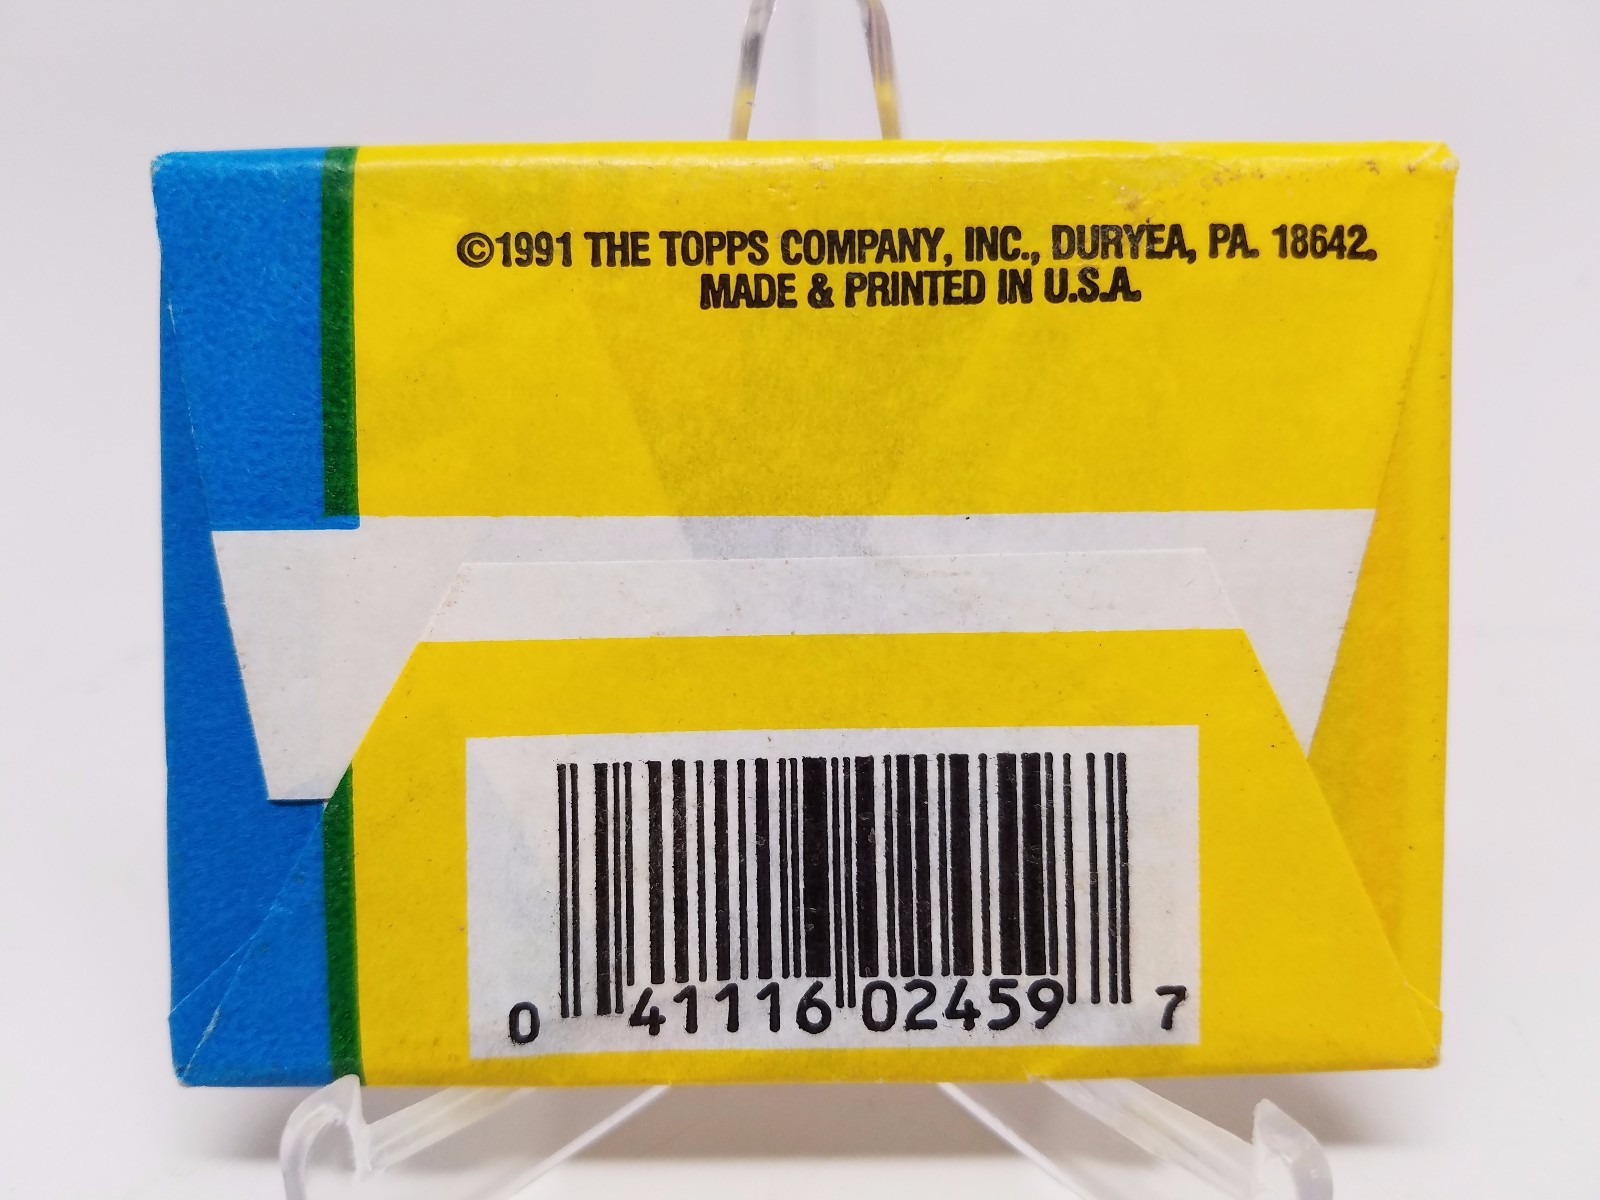 ©1991 THE TOPPS COMPANY, INC., DURYEA, PA. 18642.
MADE & PRINTED IN U.S.A.
0 41116 02459 7